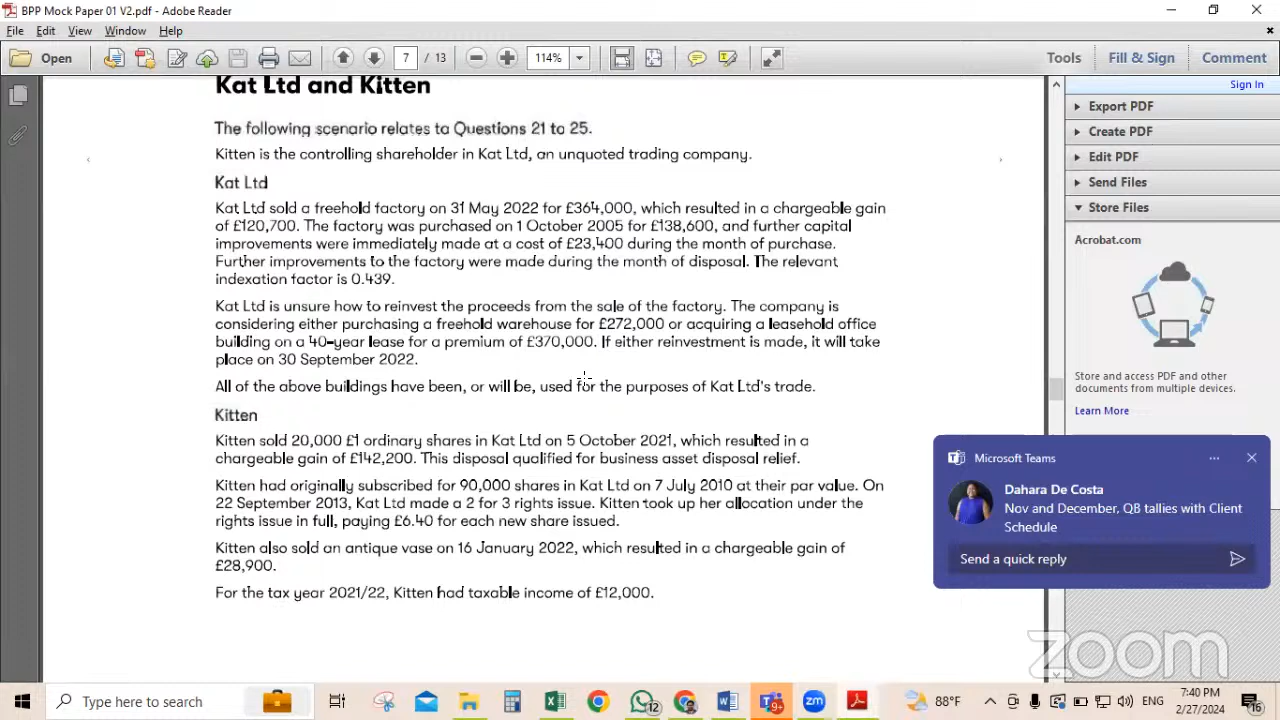 BPP Mock Paper 01 V2.pdf - Adobe Reader
File Edit View Window Help
Open 7 / 13 114% Tools Fill & Sign Comment
Sign In
Export PDF
Create PDF
Edit PDF
Send Files
Store Files
Acrobat.com
Store and access PDF and other
documents from multiple devices.
Learn More
Kat Ltd and Kitten
The following scenario relates to Questions 21 to 25.
Kitten is the controlling shareholder in Kat Ltd, an unquoted trading company.
Kat Ltd
Kat Ltd sold a freehold factory on 31 May 2022 for £364,000, which resulted in a chargeable gain
of £120,700. The factory was purchased on 1 October 2005 for £138,600, and further capital
improvements were immediately made at a cost of £23,400 during the month of purchase.
Further improvements to the factory were made during the month of disposal. The relevant
indexation factor is 0.439.
Kat Ltd is unsure how to reinvest the proceeds from the sale of the factory. The company is
considering either purchasing a freehold warehouse for £272,000 or acquiring a leasehold office
building on a 40-year lease for a premium of £370,000. If either reinvestment is made, it will take
place on 30 September 2022.
All of the above buildings have been, or will be, used for the purposes of Kat Ltd's trade.
Kitten
Kitten sold 20,000 £1 ordinary shares in Kat Ltd on 5 October 2021, which resulted in a
chargeable gain of £142,200. This disposal qualified for business asset disposal relief.
Kitten had originally subscribed for 90,000 shares in Kat Ltd on 7 July 2010 at their par value. On
22 September 2013, Kat Ltd made a 2 for 3 rights issue. Kitten took up her allocation under the
rights issue in full, paying £6.40 for each new share issued.
Kitten also sold an antique vase on 16 January 2022, which resulted in a chargeable gain of
£28,900.
For the tax year 2021/22, Kitten had taxable income of £12,000.
Microsoft Teams
Dahara De Costa
Nov and December, QB tallies with Client
Schedule
Send a quick reply
zoom
Type here to search
12
9+
88°F
ENG
7:40 PM
2/27/2024
16